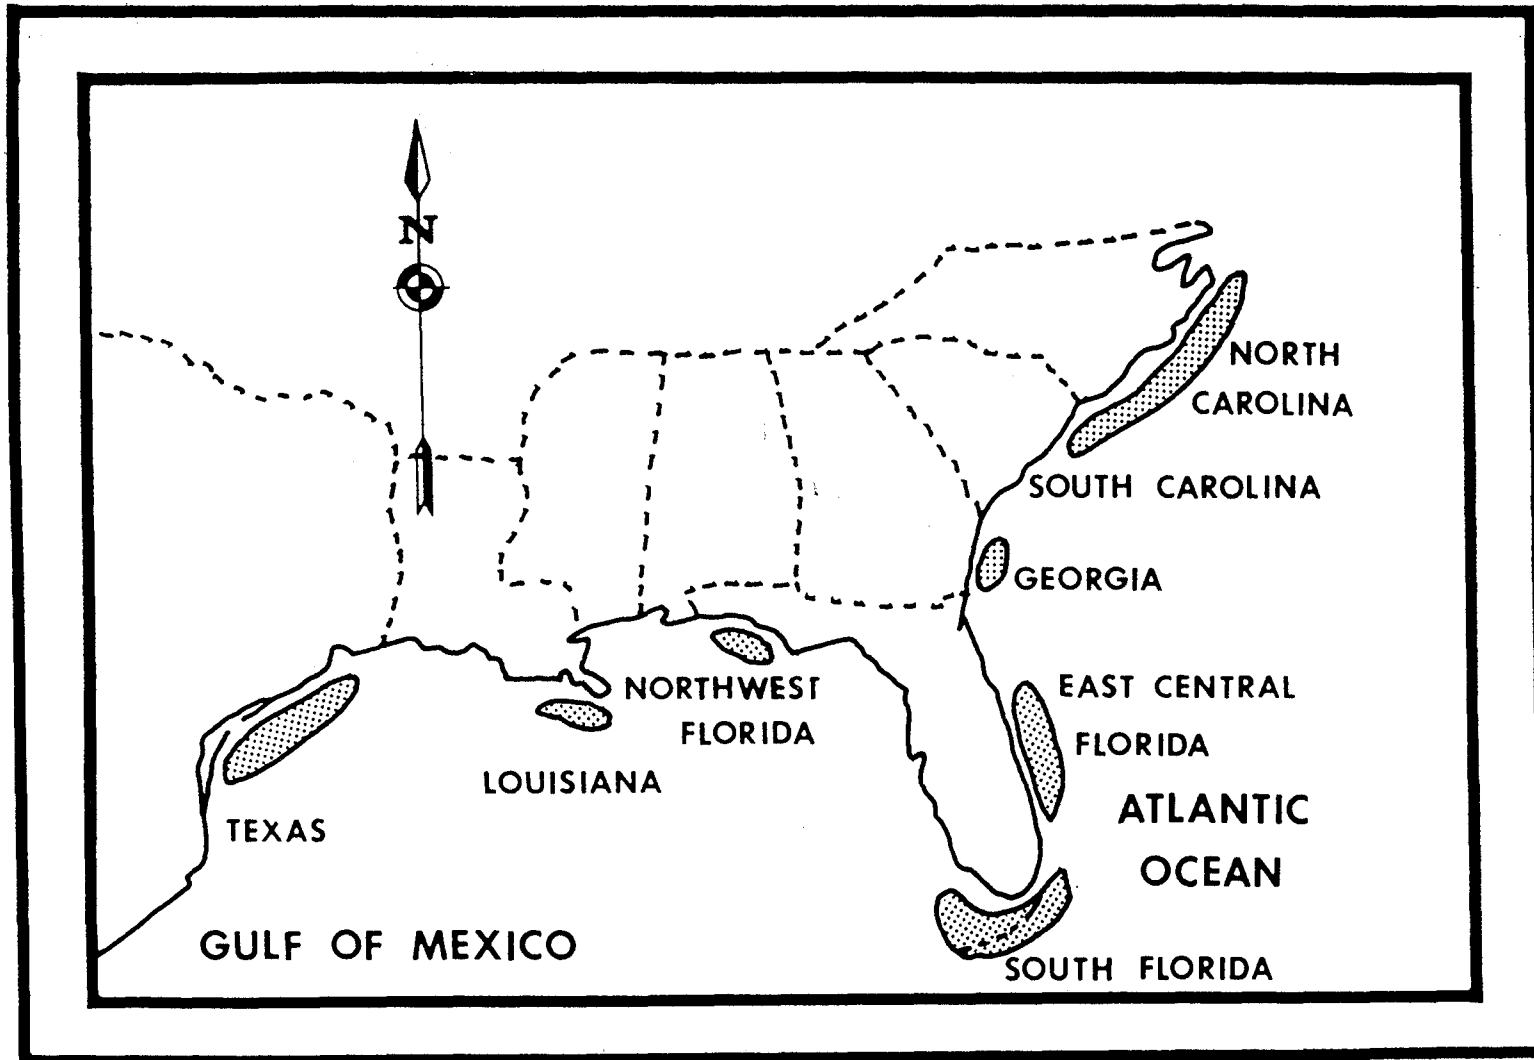 N
NORTH
CAROLINA
SOUTH CAROLINA
GEORGIA
EAST CENTRAL
FLORIDA
NORTHWEST
FLORIDA
LOUISIANA
TEXAS
ATLANTIC
OCEAN
GULF OF MEXICO
SOUTH FLORIDA